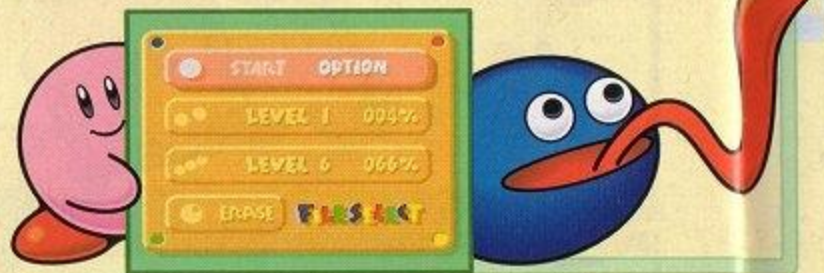 START OPTION
LEVEL 1 004%
LEVEL 6 066%
ERASE FILE SELECT